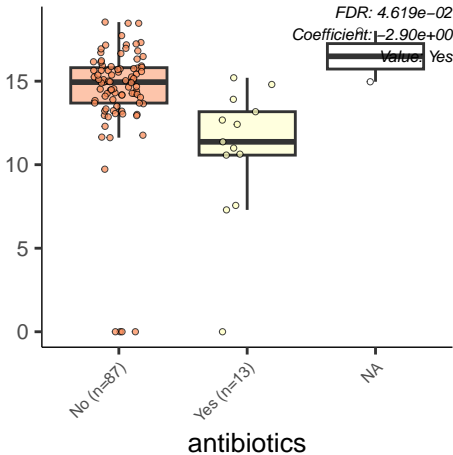 FDR: 4.619e−02
Coefficient: −2.90e+00
Value: Yes
15
10
5
0
No (n=87)
Yes (n=13)
NA
antibiotics